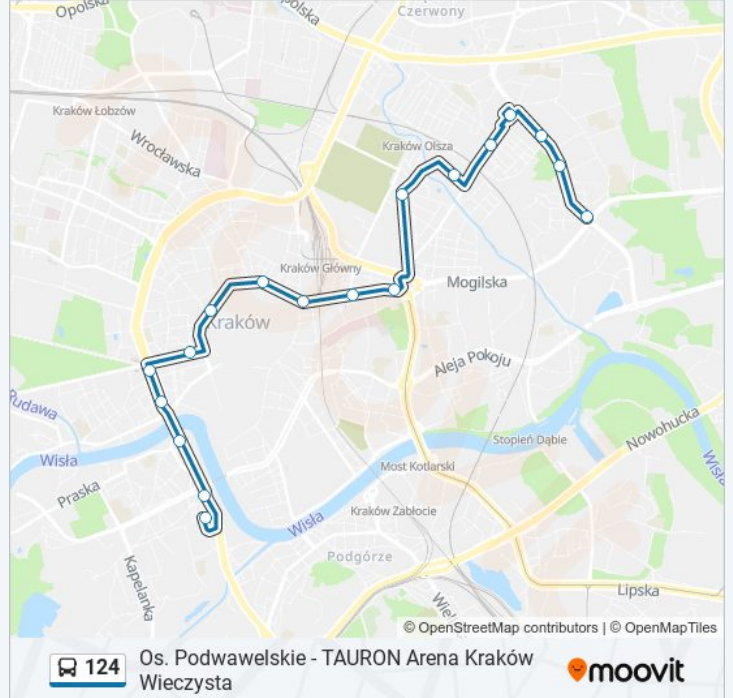 Opolska
Opolska
Czerwony
Kraków Łobzów
Wrocławska
Kraków Olsza
Kraków Główny
Mogilska
Kraków
Aleja Pokoju
Rudawa
Wisła
Nowohucka
Stopień Dąbie
Wisła
Most Kotlarski
Praska
Kraków Zabłocie
Wisła
Podgórze
Kapelanka
Lipska
Wiel
© OpenStreetMap contributors | © OpenMapTiles
124
Os. Podwawelskie - TAURON Arena Kraków
Wieczysta
moovit